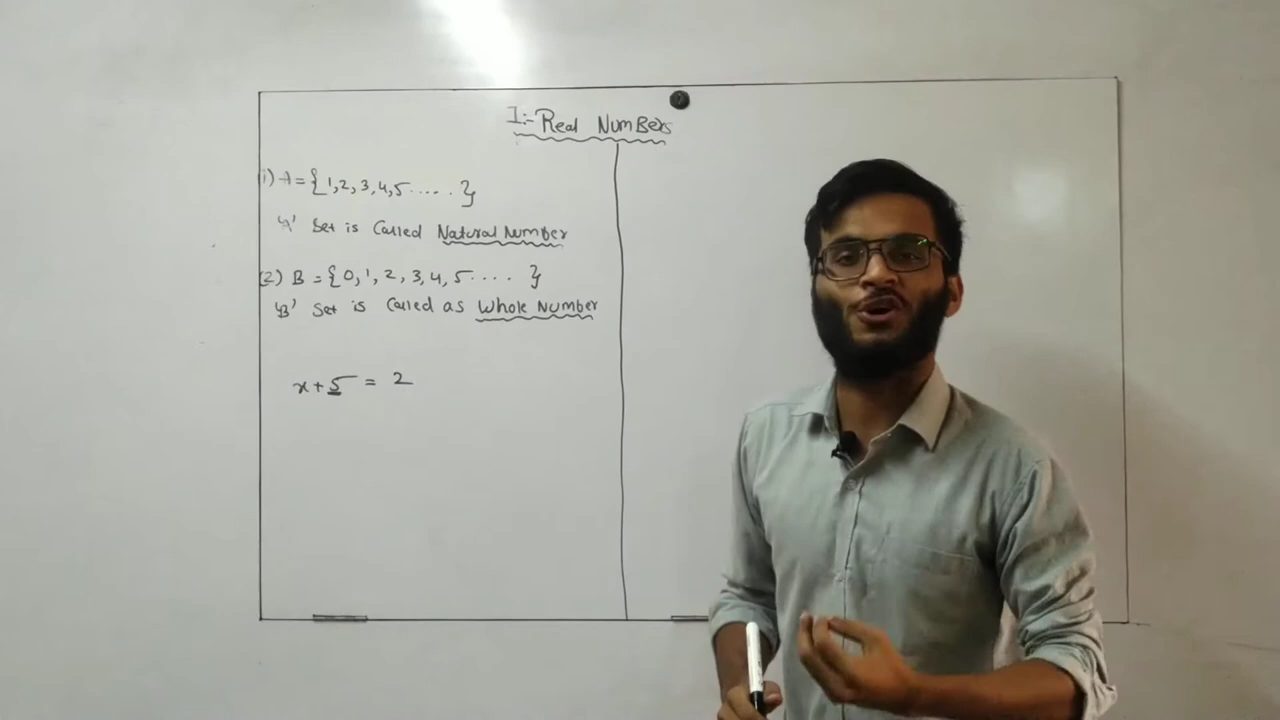 I:- Real Numbers
1) A = {1,2,3,4,5..... }
'A' Set is Called Natural Number
(2) B = {0,1,2,3,4,5.... }
'B' Set is Called as Whole Number
x+5 = 2